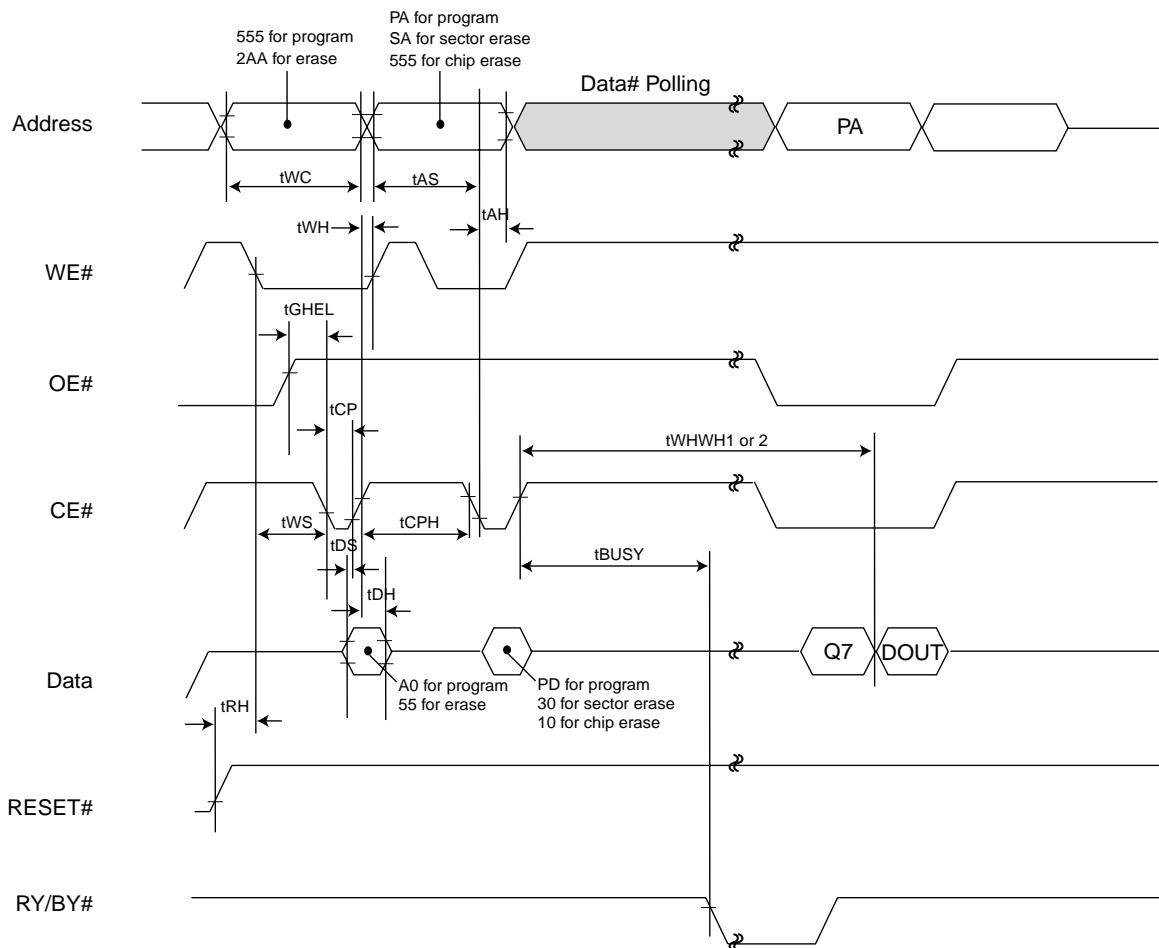 555 for program
2AA for erase
PA for program
SA for sector erase
555 for chip erase
Data# Polling
Address
PA
tWC
tAS
tAH
tWH
WE#
tGHEL
OE#
tCP
tWHWH1 or 2
CE#
tWS
tCPH
tDS
tBUSY
tDH
Q7
DOUT
Data
A0 for program
55 for erase
PD for program
30 for sector erase
10 for chip erase
tRH
RESET#
RY/BY#